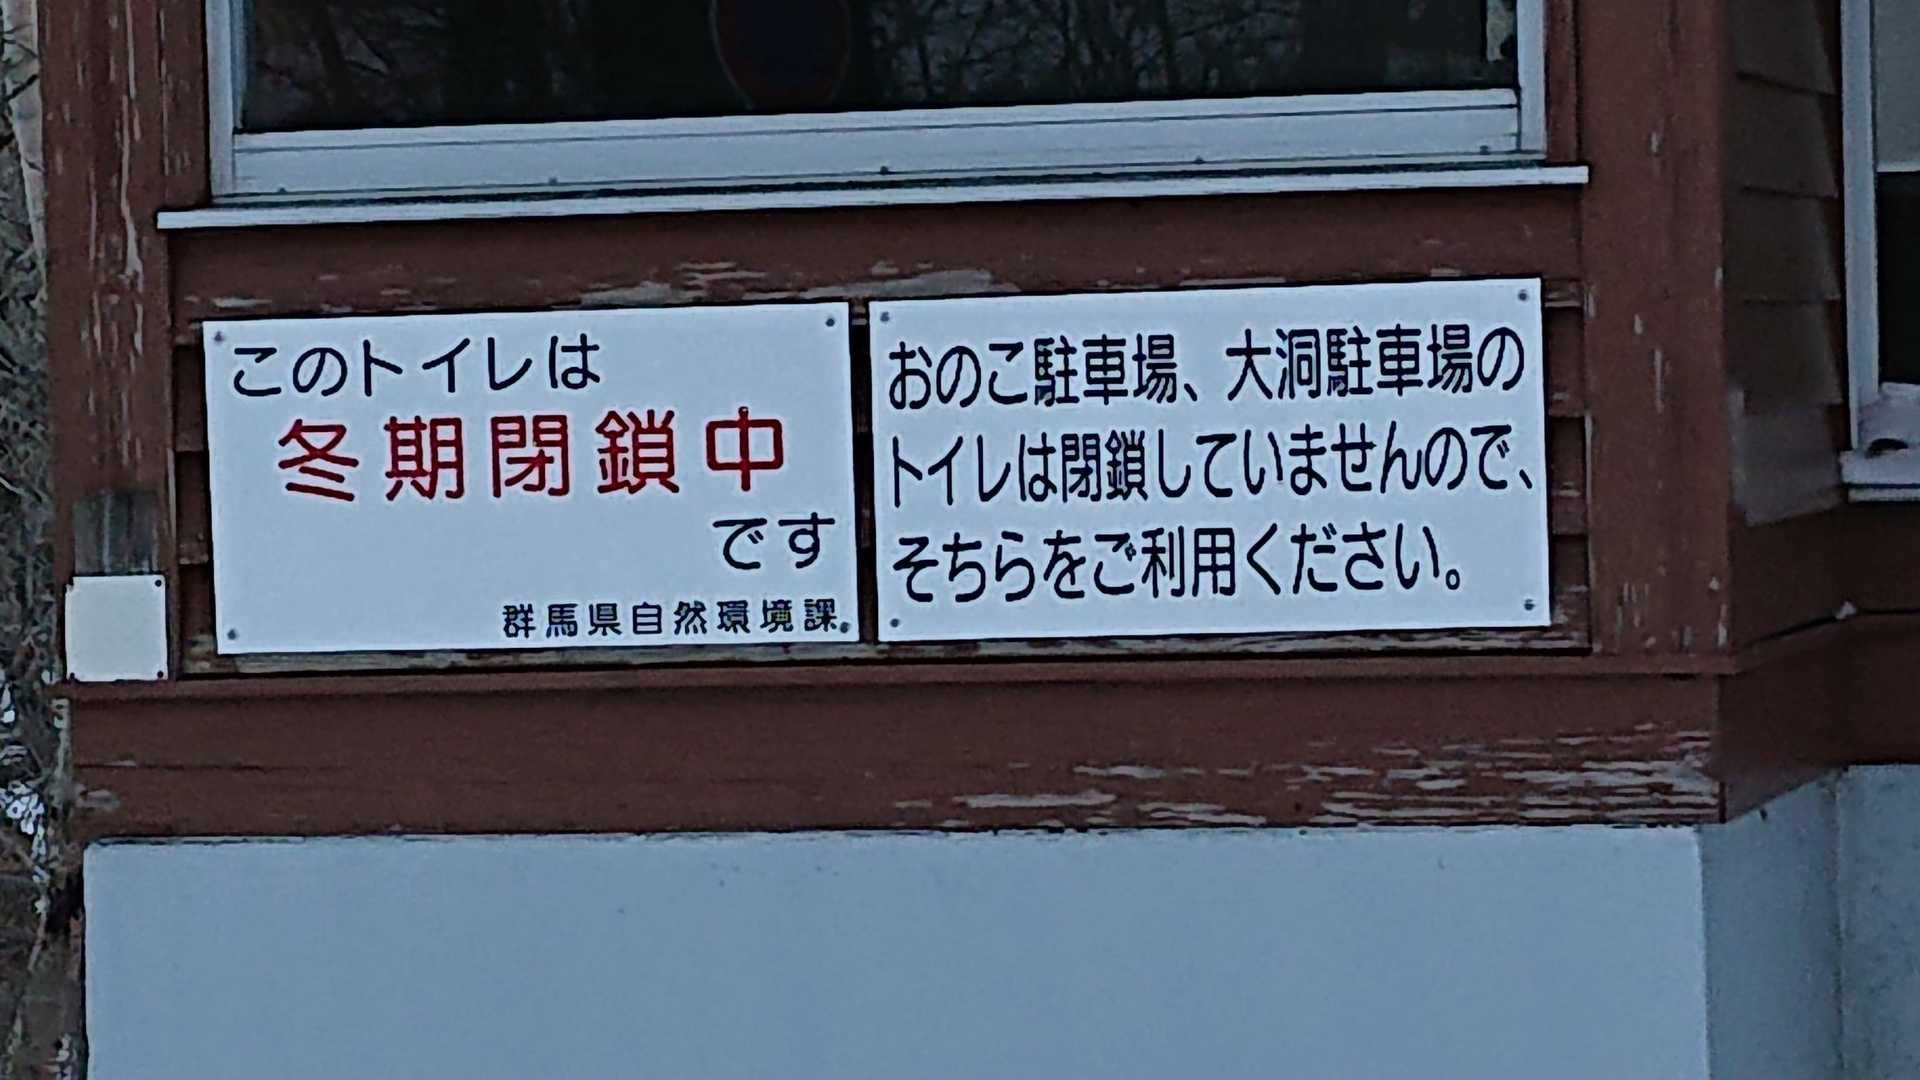 このトイレは
冬期閉鎖中
です
群馬県自然環境課
おのこ駐車場、大洞駐車場の
トイレは閉鎖していませんので、
そちらをご利用ください。